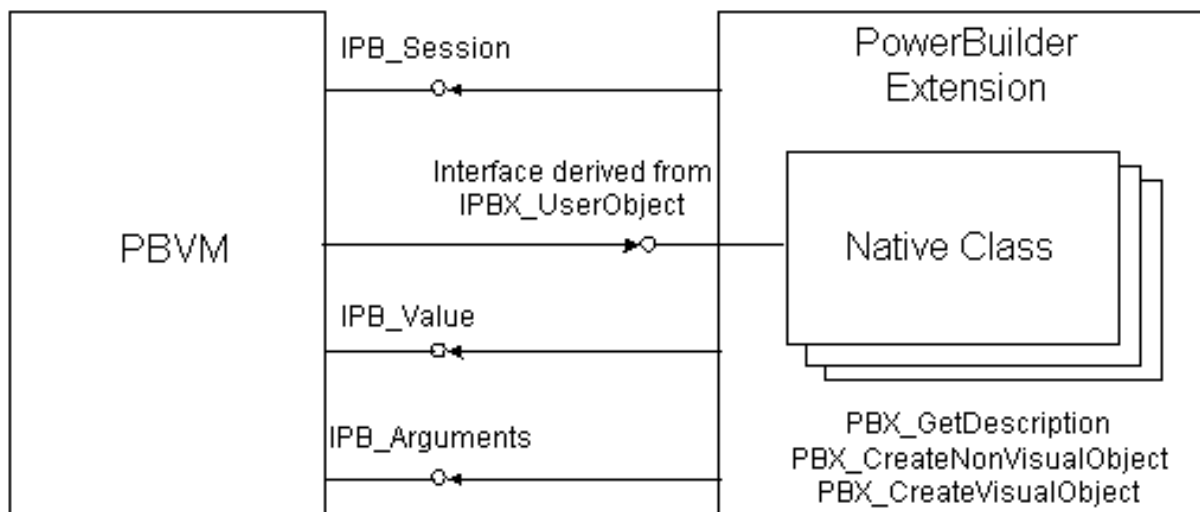 PBVM
IPB_Session
Interface derived from
IPBX_UserObject
IPB_Value
IPB_Arguments
PowerBuilder
Extension
Native Class
PBX_GetDescription
PBX_CreateNonVisualObject
PBX_CreateVisualObject